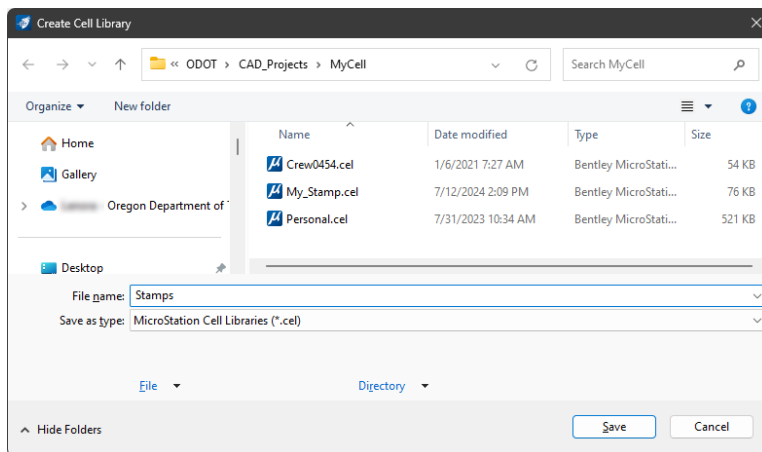 Create Cell Library
« ODOT > CAD_Projects > MyCell
Search MyCell
Organize
New folder
Home
Gallery
Oregon Department of
Desktop
Name Date modified Type Size
Crew0454.cel 1/6/2021 7:27 AM Bentley MicroStati... 54 KB
My_Stamp.cel 7/12/2024 2:09 PM Bentley MicroStati... 76 KB
Personal.cel 7/31/2023 10:34 AM Bentley MicroStati... 521 KB
File name: Stamps
Save as type: MicroStation Cell Libraries (*.cel)
File
Directory
Hide Folders
Save
Cancel